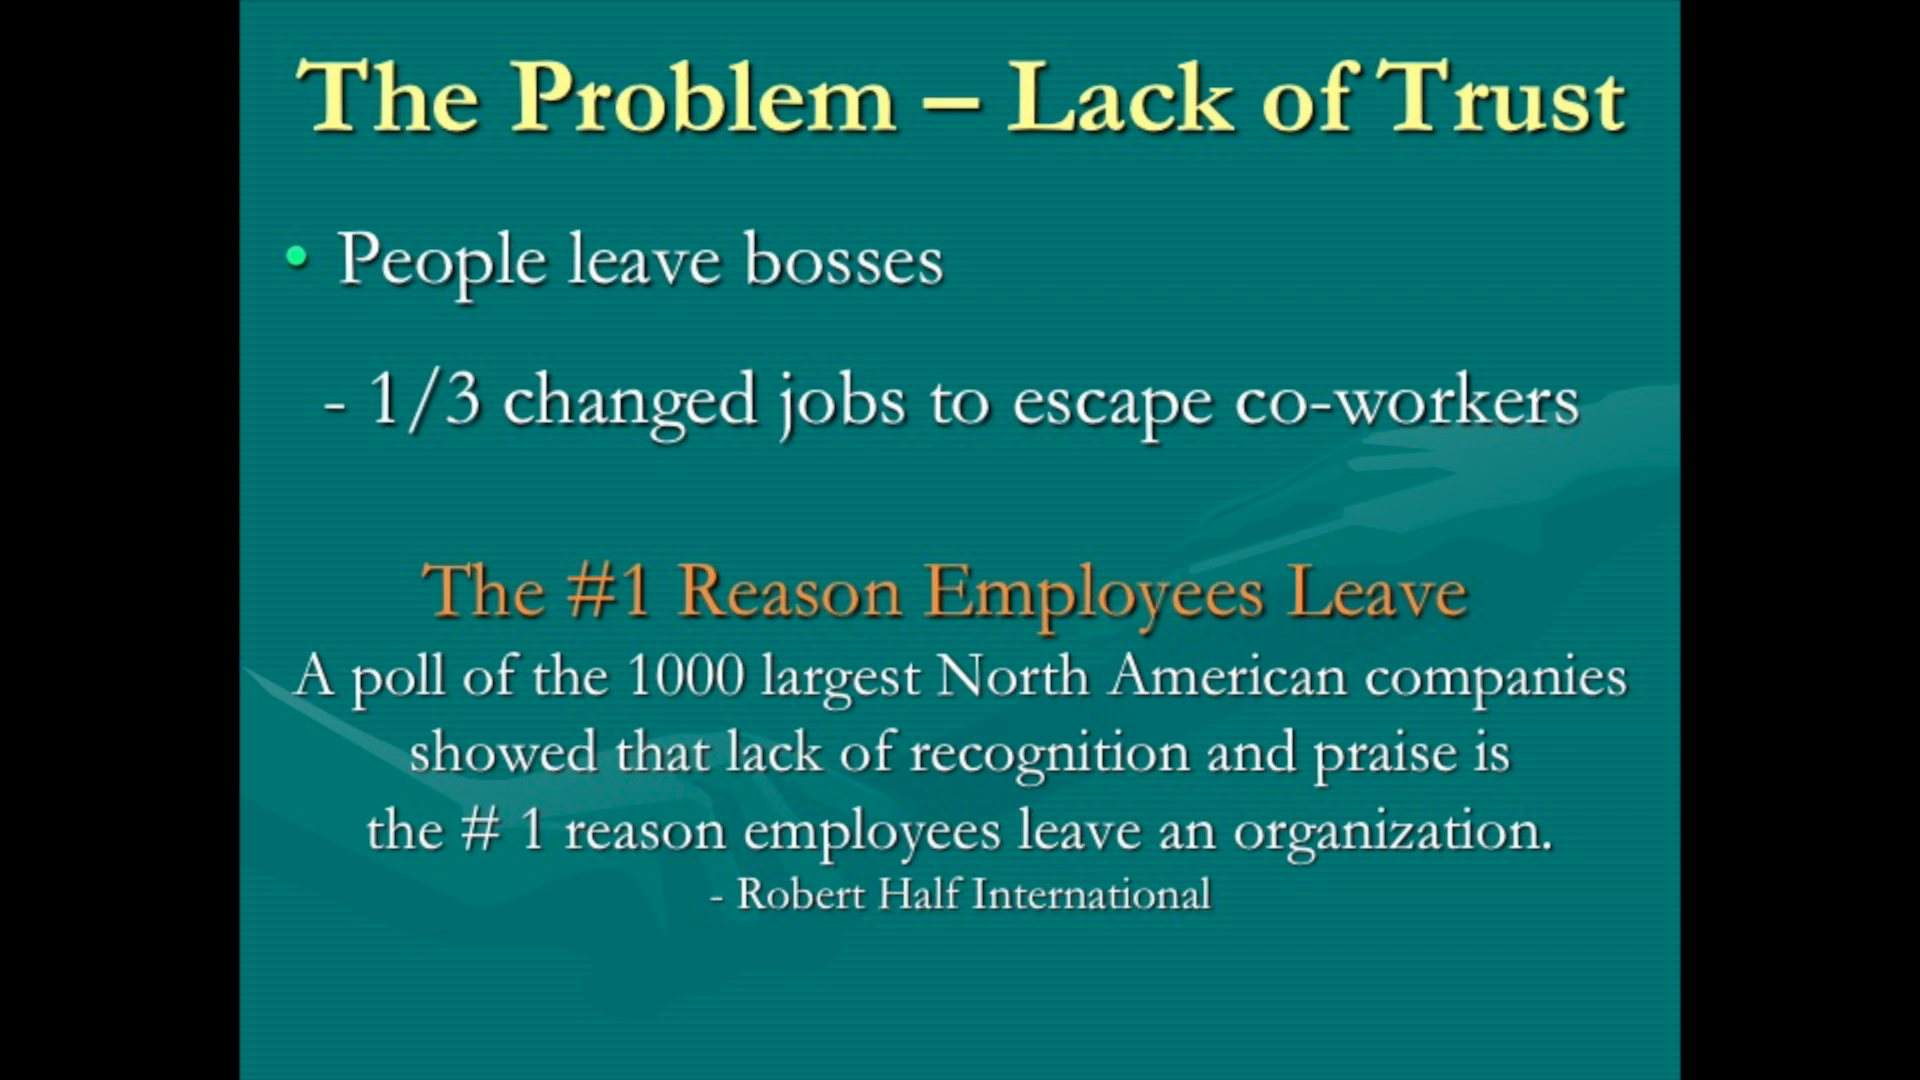 The Problem – Lack of Trust
• People leave bosses
- 1/3 changed jobs to escape co-workers
The #1 Reason Employees Leave
A poll of the 1000 largest North American companies
showed that lack of recognition and praise is
the # 1 reason employees leave an organization.
- Robert Half International